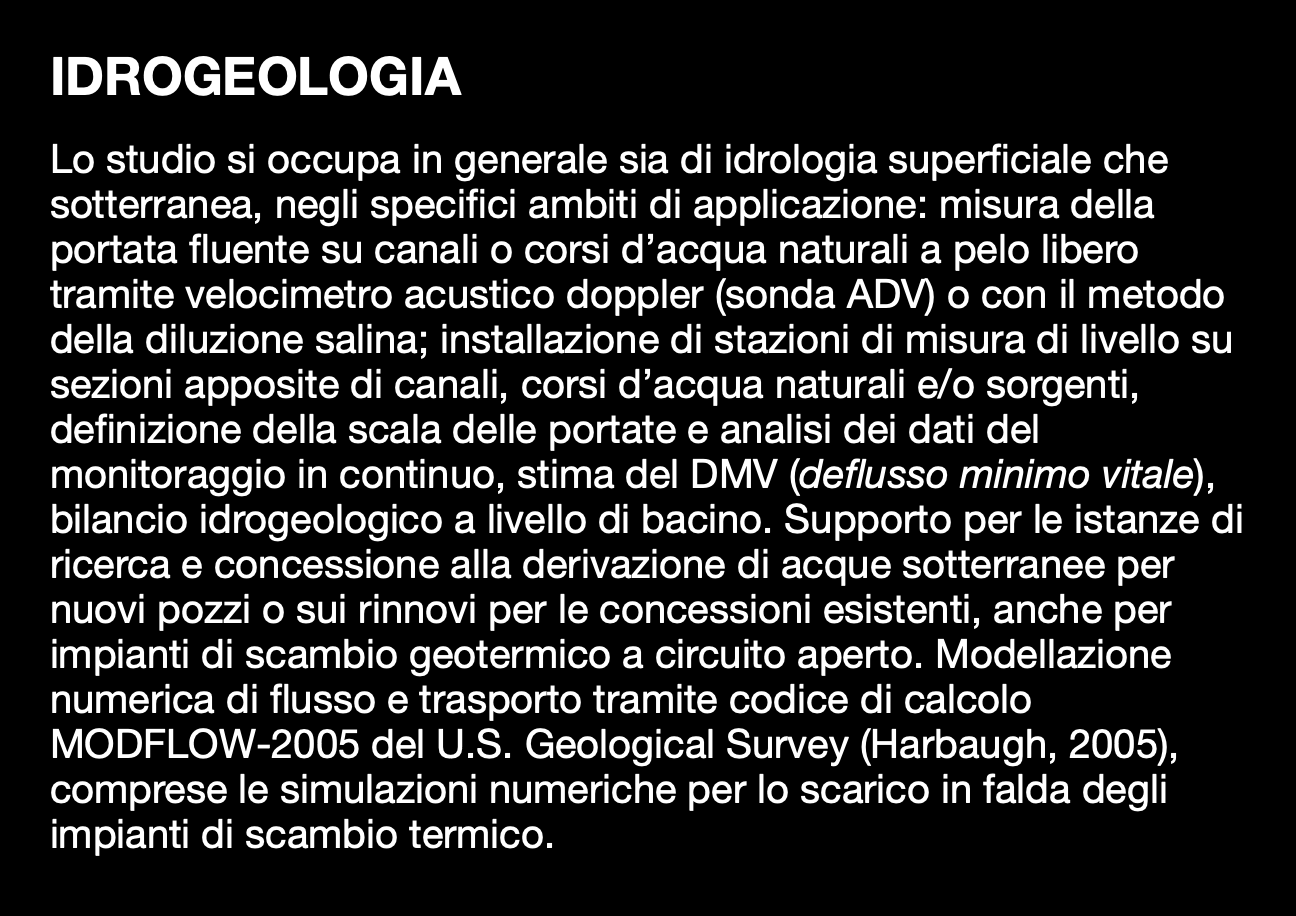 IDROGEOLOGIA
Lo studio si occupa in generale sia di idrologia superficiale che
sotterranea, negli specifici ambiti di applicazione: misura della
portata fluente su canali o corsi d’acqua naturali a pelo libero
tramite velocimetro acustico doppler (sonda ADV) o con il metodo
della diluzione salina; installazione di stazioni di misura di livello su
sezioni apposite di canali, corsi d’acqua naturali e/o sorgenti,
definizione della scala delle portate e analisi dei dati del
monitoraggio in continuo, stima del DMV (deflusso minimo vitale),
bilancio idrogeologico a livello di bacino. Supporto per le istanze di
ricerca e concessione alla derivazione di acque sotterranee per
nuovi pozzi o sui rinnovi per le concessioni esistenti, anche per
impianti di scambio geotermico a circuito aperto. Modellazione
numerica di flusso e trasporto tramite codice di calcolo
MODFLOW-2005 del U.S. Geological Survey (Harbaugh, 2005),
comprese le simulazioni numeriche per lo scarico in falda degli
impianti di scambio termico.